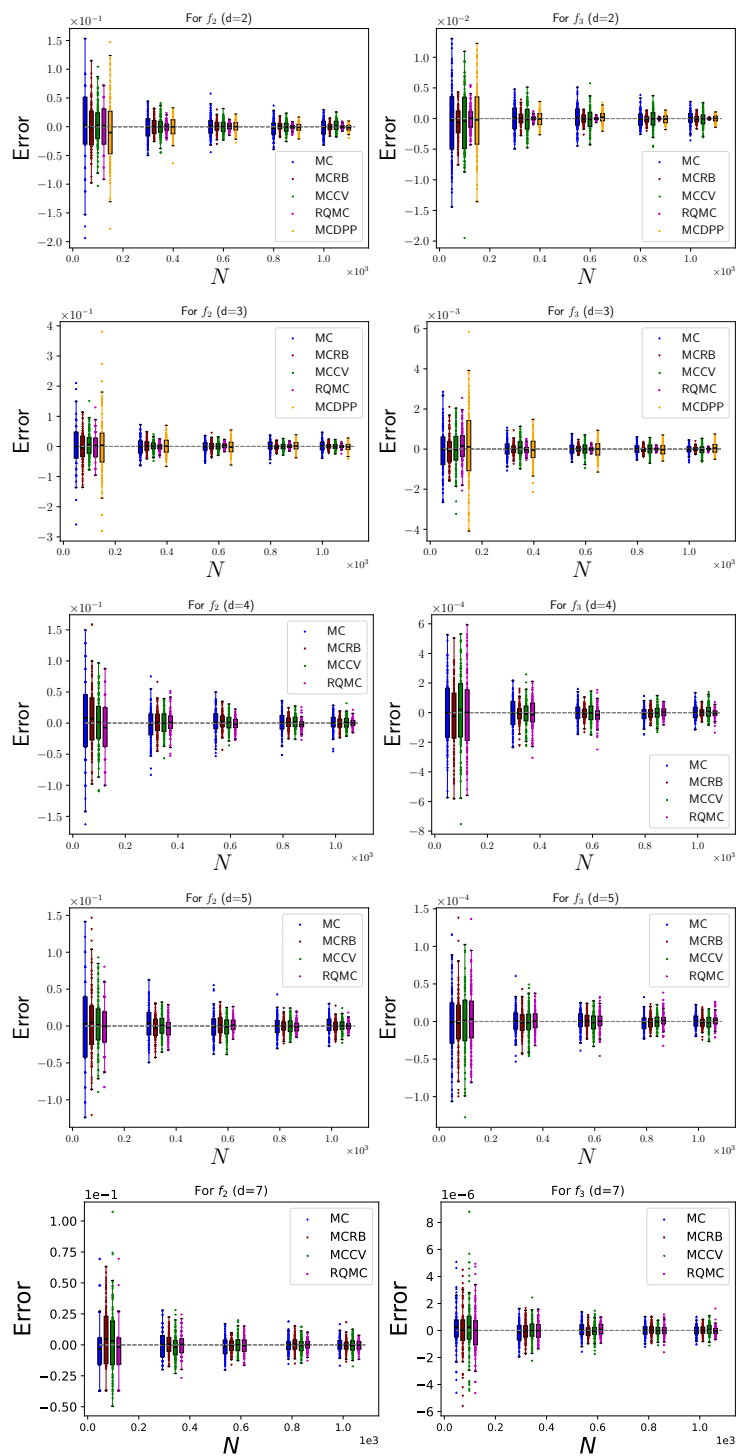 For f₂ (d=2)
×10⁻¹
1.5
1.0
0.5
0.0
−0.5
−1.0
−1.5
−2.0
Error
MC
MCRB
MCCV
RQMC
MCDPP
0.0 0.2 0.4 0.6 0.8 1.0
×10³
N
For f₃ (d=2)
×10⁻²
1.0
0.5
0.0
−0.5
−1.0
−1.5
−2.0
Error
MC
MCRB
MCCV
RQMC
MCDPP
0.0 0.2 0.4 0.6 0.8 1.0
×10³
N
For f₂ (d=3)
×10⁻¹
4
3
2
1
0
−1
−2
−3
Error
MC
MCRB
MCCV
RQMC
MCDPP
0.0 0.2 0.4 0.6 0.8 1.0
×10³
N
For f₃ (d=3)
×10⁻³
6
4
2
0
−2
−4
Error
MC
MCRB
MCCV
RQMC
MCDPP
0.0 0.2 0.4 0.6 0.8 1.0
×10³
N
For f₂ (d=4)
×10⁻¹
1.5
1.0
0.5
0.0
−0.5
−1.0
−1.5
Error
MC
MCRB
MCCV
RQMC
0.0 0.2 0.4 0.6 0.8 1.0
×10³
N
For f₃ (d=4)
×10⁻⁴
6
4
2
0
−2
−4
−6
−8
Error
MC
MCRB
MCCV
RQMC
0.0 0.2 0.4 0.6 0.8 1.0
×10³
N
For f₂ (d=5)
×10⁻¹
1.5
1.0
0.5
0.0
−0.5
−1.0
Error
MC
MCRB
MCCV
RQMC
0.0 0.2 0.4 0.6 0.8 1.0
×10³
N
For f₃ (d=5)
×10⁻⁴
1.5
1.0
0.5
0.0
−0.5
−1.0
Error
MC
MCRB
MCCV
RQMC
0.0 0.2 0.4 0.6 0.8 1.0
×10³
N
For f₂ (d=7)
1e−1
1.00
0.75
0.50
0.25
0.00
−0.25
−0.50
Error
MC
MCRB
MCCV
RQMC
0.0 0.2 0.4 0.6 0.8 1.0
1e3
N
For f₃ (d=7)
1e−6
8
6
4
2
0
−2
−4
−6
Error
MC
MCRB
MCCV
RQMC
0.0 0.2 0.4 0.6 0.8 1.0
1e3
N